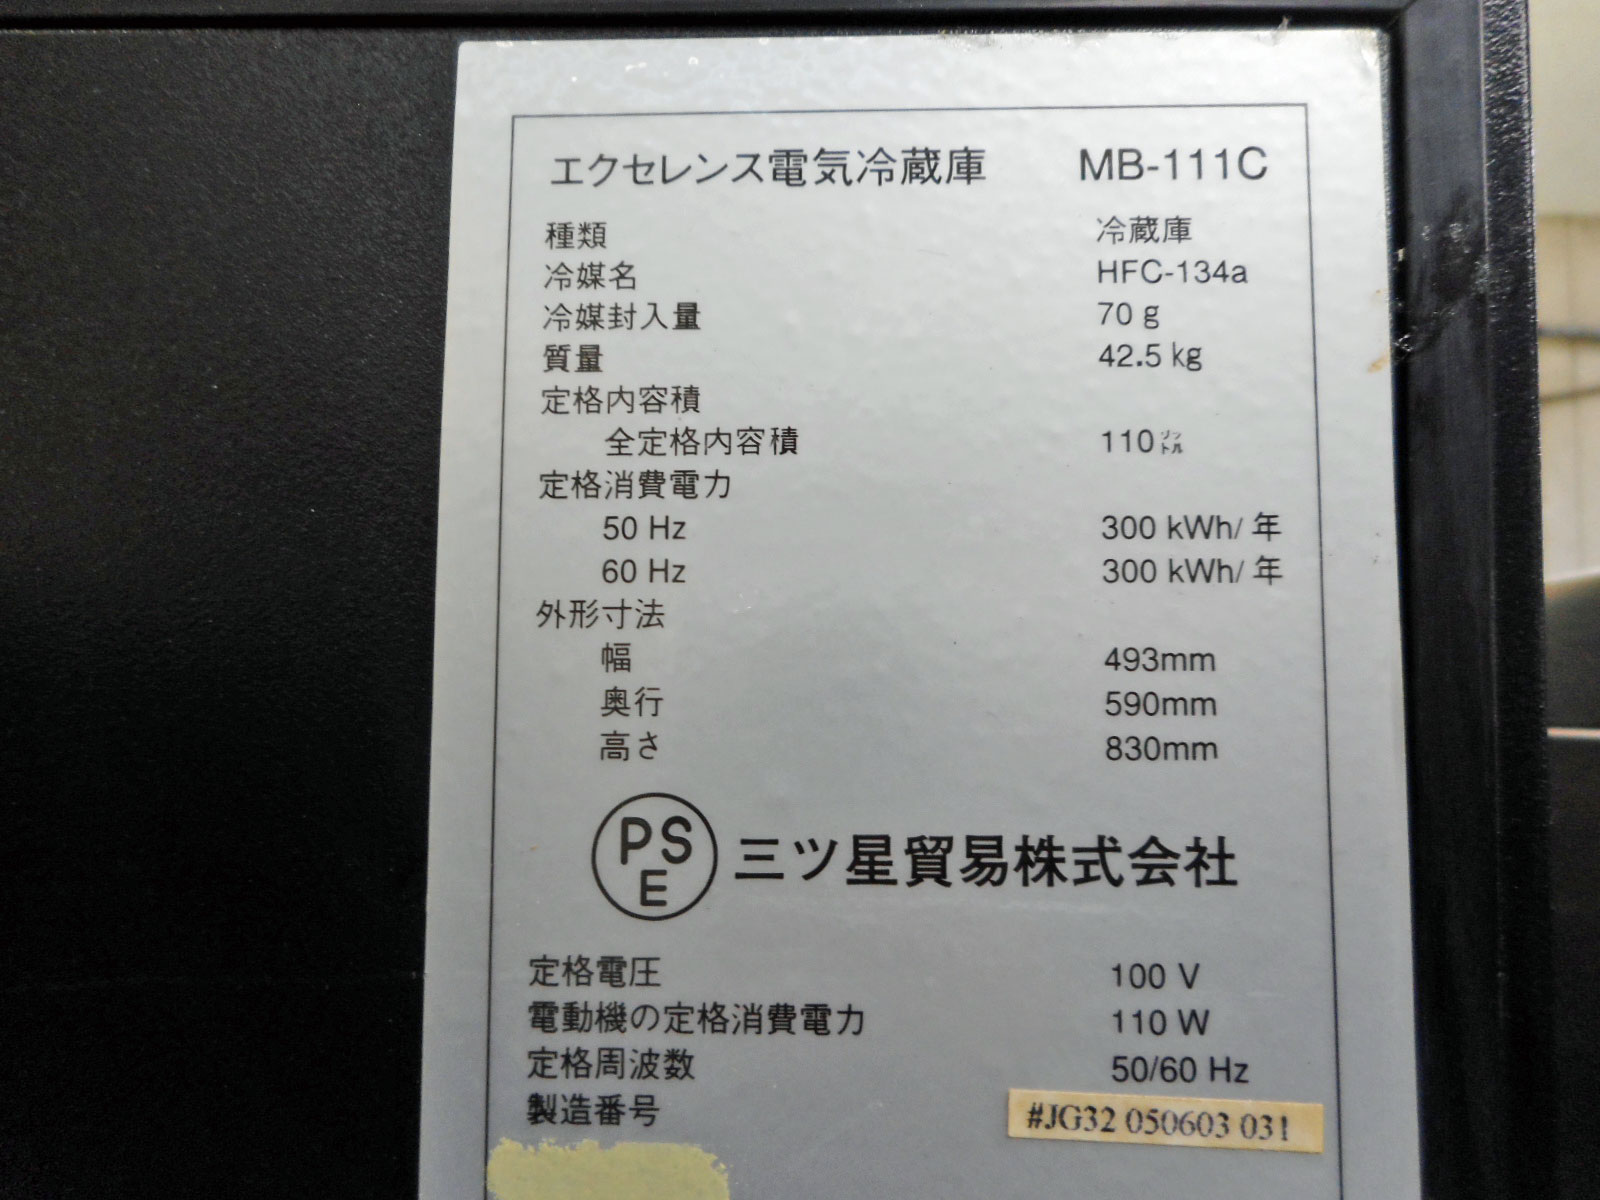 エクセレンス電気冷蔵庫 MB-111C
種類 冷蔵庫
冷媒名 HFC-134a
冷媒封入量 70 g
質量 42.5 kg
定格内容積
全定格内容積 110 リットル
定格消費電力
50 Hz 300 kWh/ 年
60 Hz 300 kWh/ 年
外形寸法
幅 493mm
奥行 590mm
高さ 830mm
PSE 三ツ星貿易株式会社
定格電圧 100 V
電動機の定格消費電力 110 W
定格周波数 50/60 Hz
製造番号 #JG32 050603 031